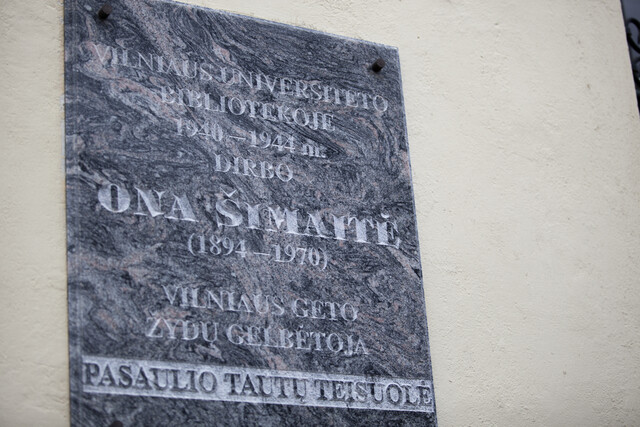 VILNIAUS UNIVERSITETO
BIBLIOTEKOJE
1940 – 1944 m.
DIRBO
ONA ŠIMAITĖ
(1894 – 1970)
VILNIAUS GETO
ŽYDŲ GELBĖTOJA
PASAULIO TAUTŲ TEISUOLĖ